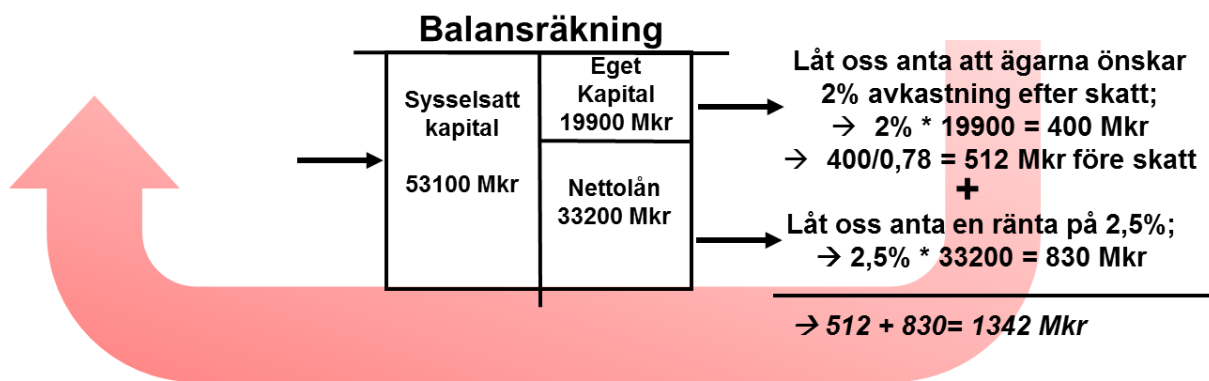 Balansräkning
Sysselsatt
kapital
53100 Mkr
Eget
Kapital
19900 Mkr
Nettolån
33200 Mkr
Låt oss anta att ägarna önskar
2% avkastning efter skatt;
→ 2% * 19900 = 400 Mkr
→ 400/0,78 = 512 Mkr före skatt
+
Låt oss anta en ränta på 2,5%;
→ 2,5% * 33200 = 830 Mkr
→ 512 + 830= 1342 Mkr